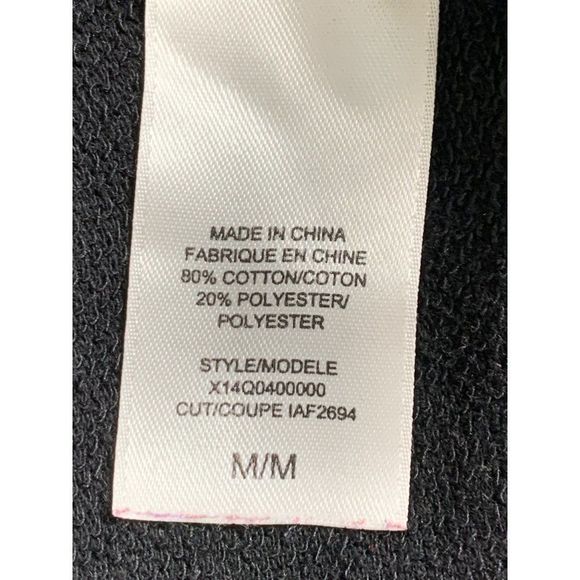 MADE IN CHINA
FABRIQUE EN CHINE
80% COTTON/COTON
20% POLYESTER/
POLYESTER
STYLE/MODELE
X14Q0400000
CUT/COUPE IAF2694
M/M